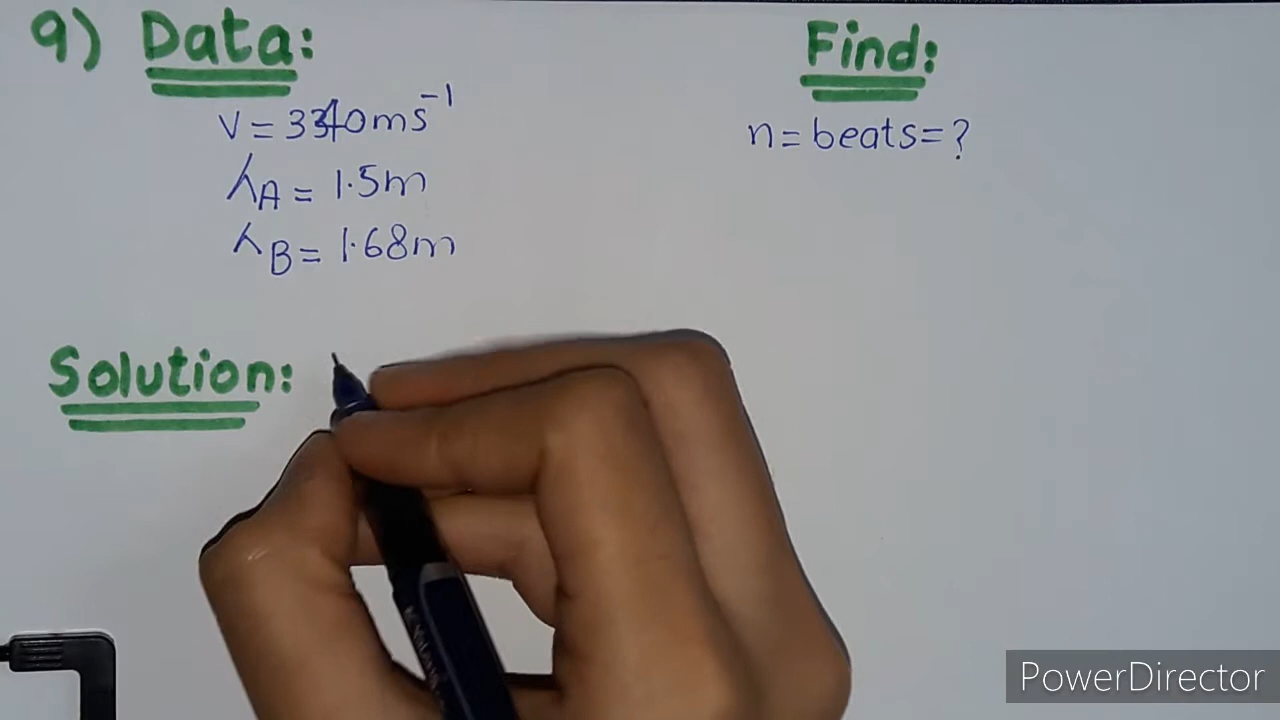 9) Data:
v = 340ms⁻¹
λA = 1.5m
λB = 1.68m
Find:
n = beats = ?
Solution:
PowerDirector